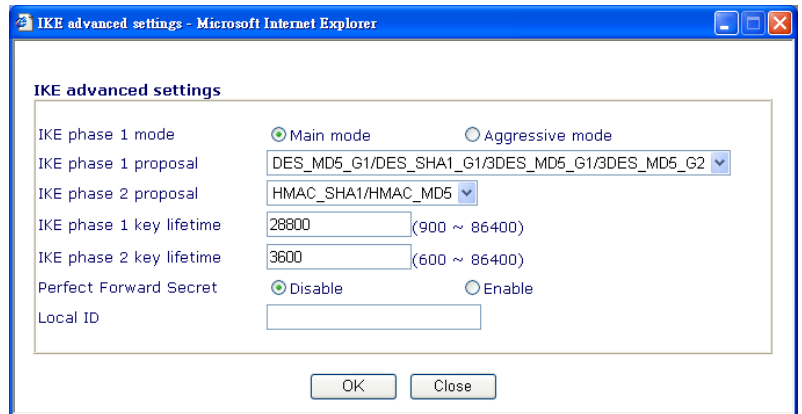 IKE advanced settings - Microsoft Internet Explorer
IKE advanced settings
IKE phase 1 mode Main mode Aggressive mode
IKE phase 1 proposal DES_MD5_G1/DES_SHA1_G1/3DES_MD5_G1/3DES_MD5_G2
IKE phase 2 proposal HMAC_SHA1/HMAC_MD5
IKE phase 1 key lifetime 28800 (900 ~ 86400)
IKE phase 2 key lifetime 3600 (600 ~ 86400)
Perfect Forward Secret Disable Enable
Local ID
OK Close